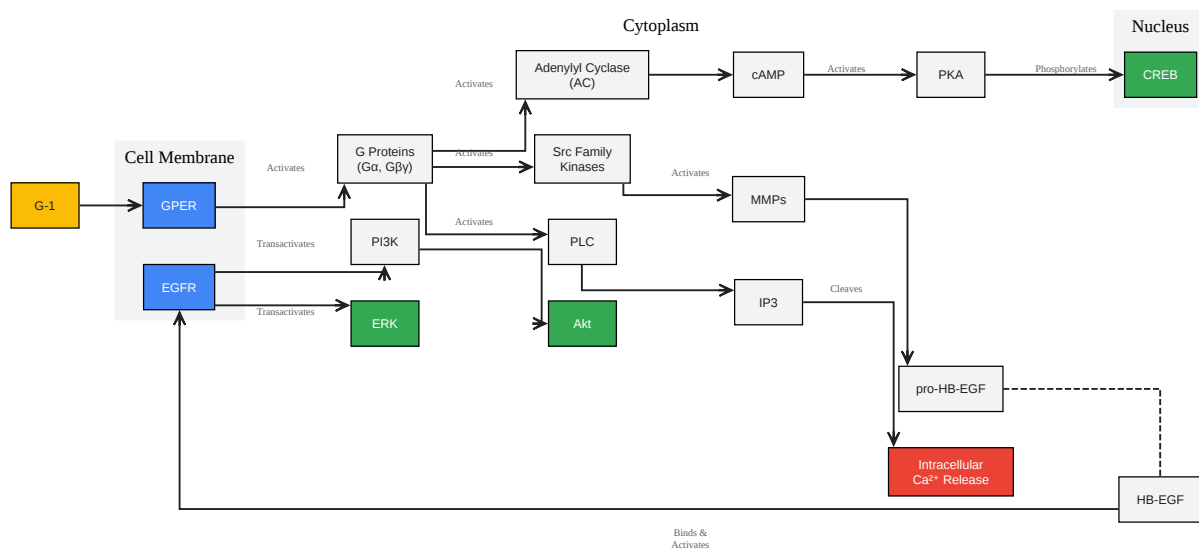 Cytoplasm
Nucleus
Adenylyl Cyclase
(AC)
cAMP
Activates
PKA
Phosphorylates
CREB
Activates
Cell Membrane
Activates
G Proteins
(Gα, Gβγ)
Activates
Src Family
Kinases
Activates
MMPs
G-1
GPER
Transactivates
PI3K
Activates
PLC
EGFR
Transactivates
ERK
Akt
IP3
Cleaves
pro-HB-EGF
Intracellular
Ca²⁺ Release
HB-EGF
Binds &
Activates